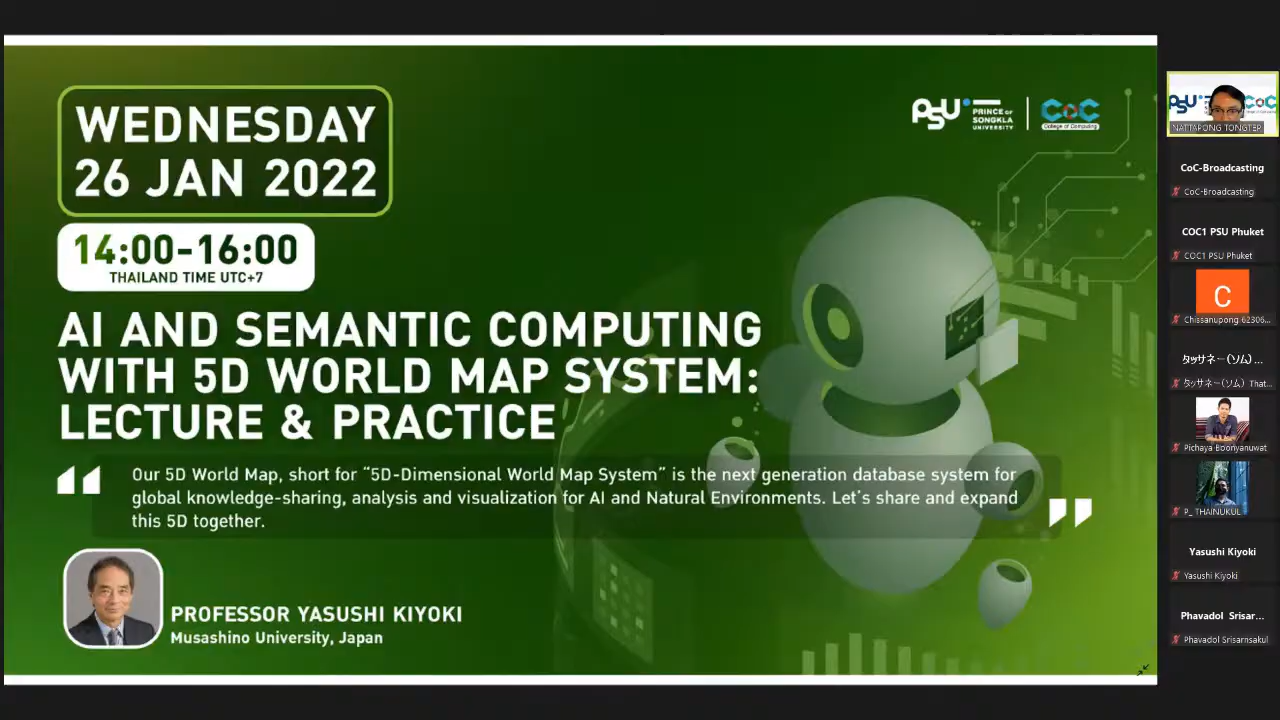 WEDNESDAY
26 JAN 2022
14:00-16:00
THAILAND TIME UTC+7
AI AND SEMANTIC COMPUTING
WITH 5D WORLD MAP SYSTEM:
LECTURE & PRACTICE
Our 5D World Map, short for “5D-Dimensional World Map System” is the next generation database system for
global knowledge-sharing, analysis and visualization for AI and Natural Environments. Let's share and expand
this 5D together.
PROFESSOR YASUSHI KIYOKI
Musashino University, Japan
PSU
PRINCE OF
SONGKLA
UNIVERSITY
CoC
College of Computing
PSU
CoC
NATTAPONG TONGTEP
CoC-Broadcasting
CoC-Broadcasting
COC1 PSU Phuket
COC1 PSU Phuket
C
Chissanupong 62306...
タッサネー(ソム) ...
タッサネー(ソム) That...
Pichaya Boonyanuwat
P_ THAINUKUL
Yasushi Kiyoki
Yasushi Kiyoki
Phavadol Srisar...
Phavadol Srisarnsakul